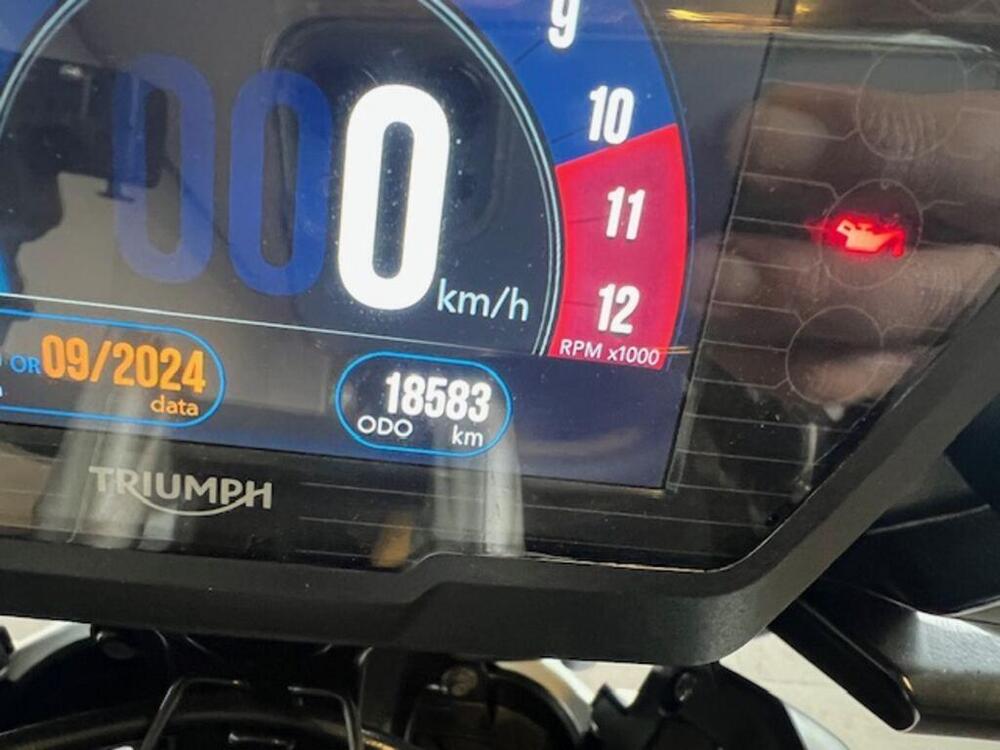 9
10
11
12
RPM x1000
000
km/h
OR 09/2024
data
18583
ODO km
TRIUMPH